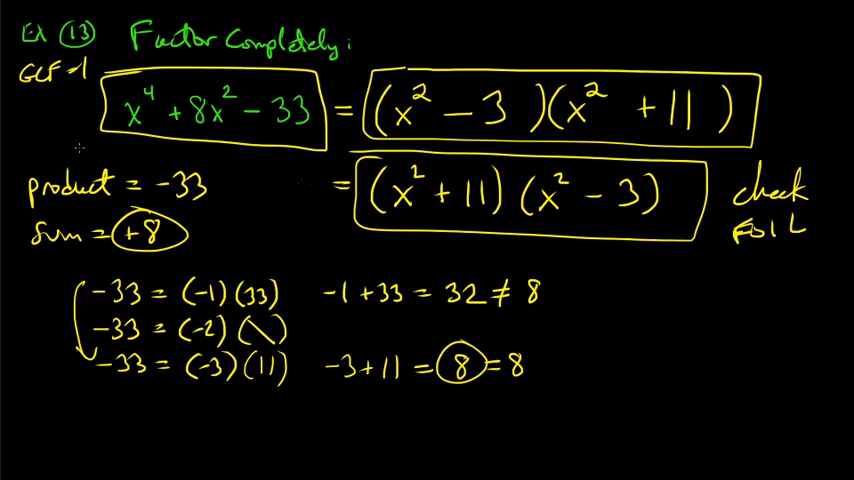 Ex (13) Factor Completely:
GCF=1
x⁴ + 8x² - 33 = (x² - 3)(x² + 11)
product = -33 = (x² + 11)(x² - 3) check
Sum = +8 FOIL
-33 = (-1)(33) -1+33 = 32 ≠ 8
-33 = (-2)(\)
-33 = (-3)(11) -3+11 = 8 = 8